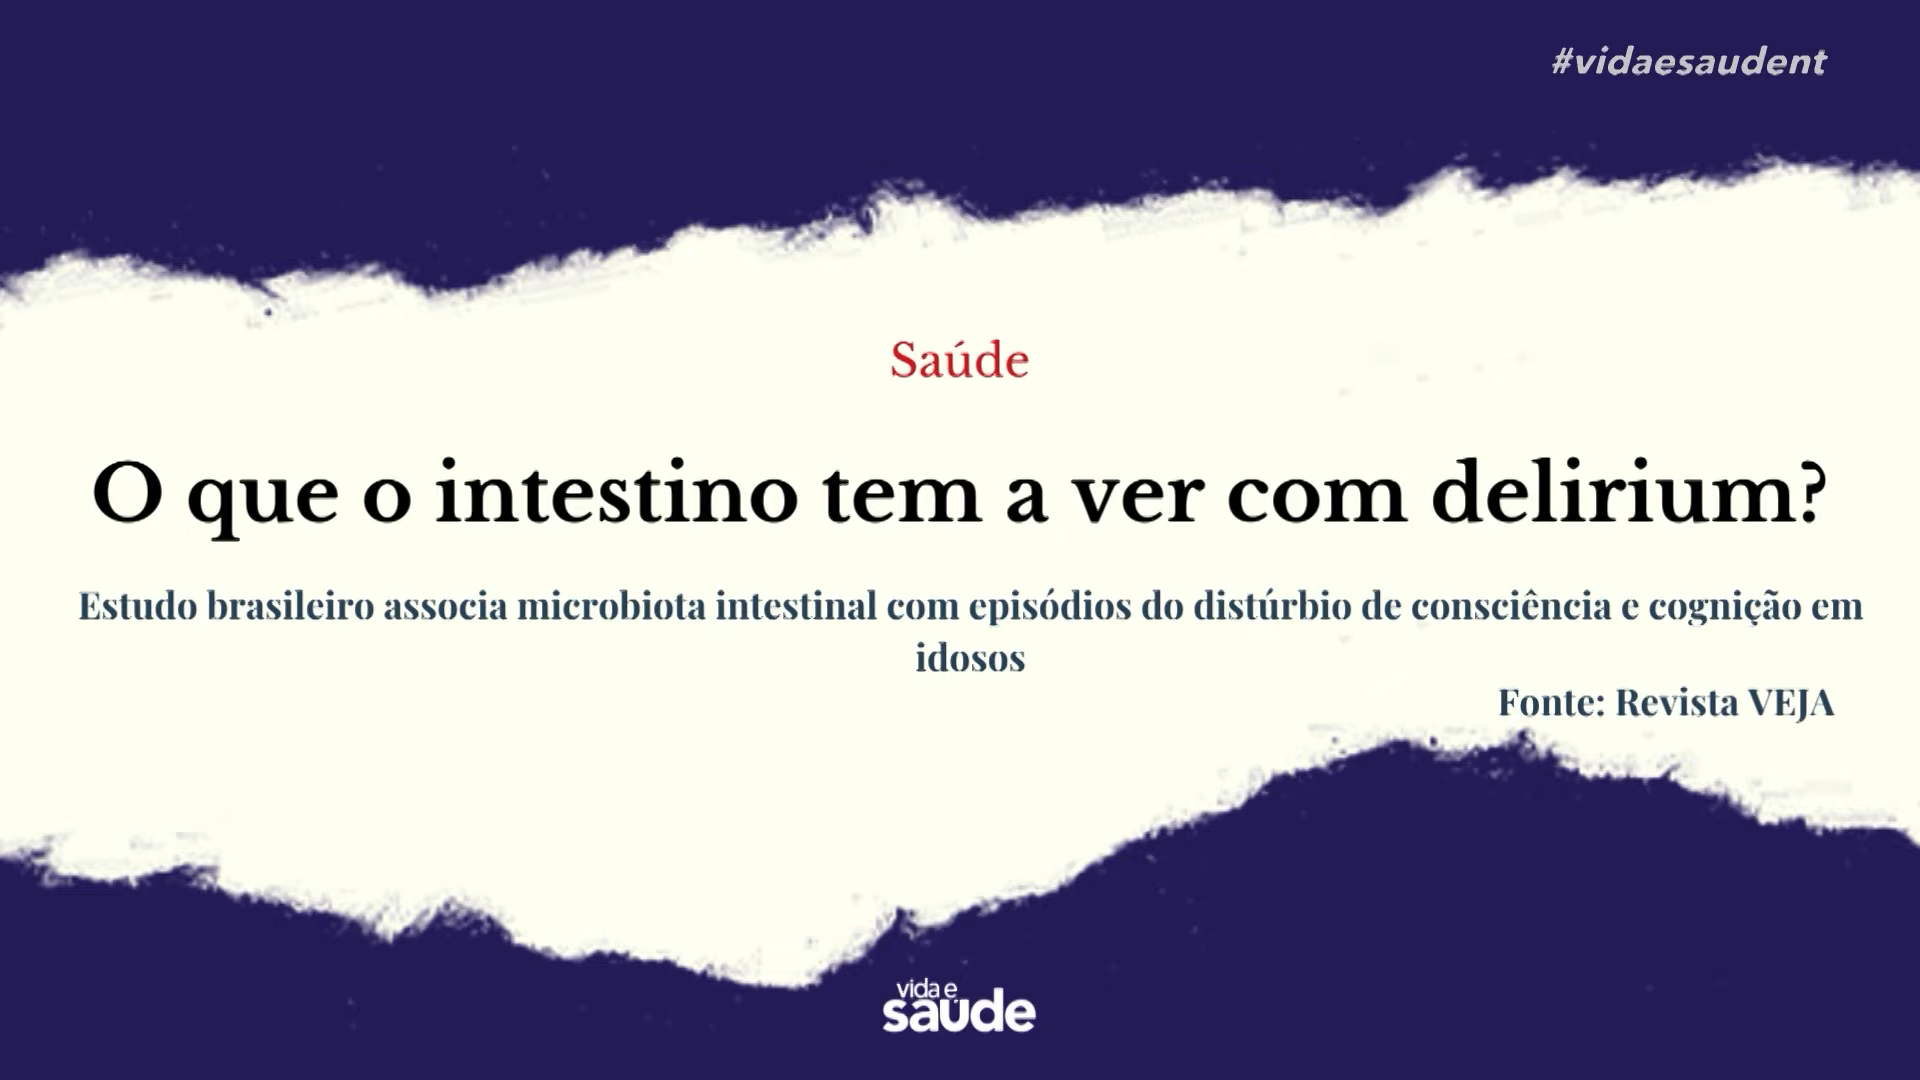 #vidaesaudent
Saúde
O que o intestino tem a ver com delirium?
Estudo brasileiro associa microbiota intestinal com episódios do distúrbio de consciência e cognição em
idosos
Fonte: Revista VEJA
vida e
saúde